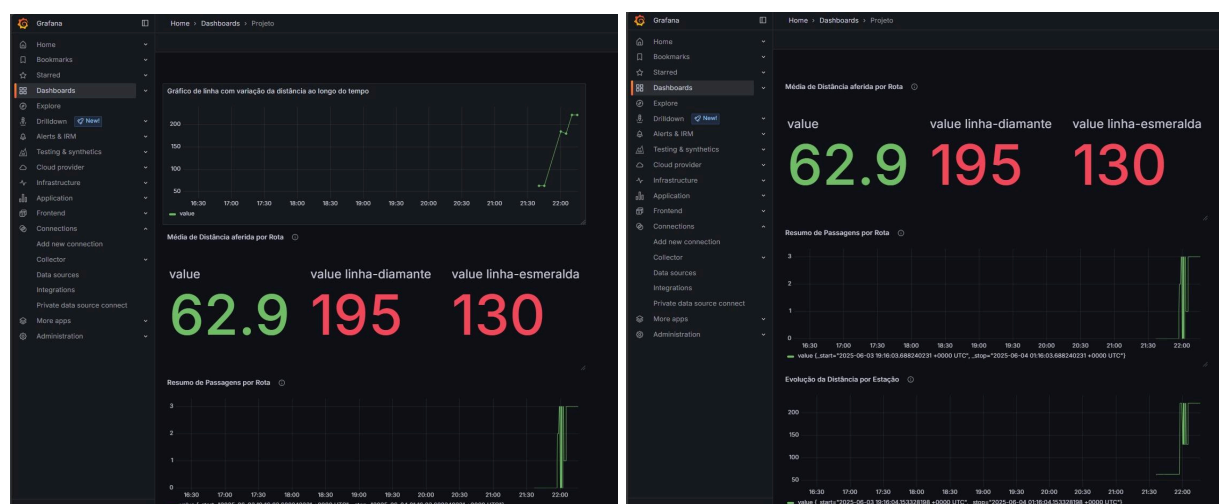 Grafana
Home › Dashboards › Projeto
Home
Bookmarks
Starred
Dashboards
Explore
Drilldown New!
Alerts & IRM
Testing & synthetics
Cloud provider
Infrastructure
Application
Frontend
Connections
Add new connection
Collector
Data sources
Integrations
Private data source connect
More apps
Administration
Gráfico de linha com variação da distância ao longo do tempo
200
150
100
50
16:30 17:00 17:30 18:00 18:30 19:00 19:30 20:00 20:30 21:00 21:30 22:00
value
Média de Distância aferida por Rota
value value linha-diamante value linha-esmeralda
62.9 195 130
Resumo de Passagens por Rota
3
2
1
0
16:30 17:00 17:30 18:00 18:30 19:00 19:30 20:00 20:30 21:00 21:30 22:00
Grafana
Home › Dashboards › Projeto
Home
Bookmarks
Starred
Dashboards
Explore
Drilldown New!
Alerts & IRM
Testing & synthetics
Cloud provider
Infrastructure
Application
Frontend
Connections
Add new connection
Collector
Data sources
Integrations
Private data source connect
More apps
Administration
Média de Distância aferida por Rota
value value linha-diamante value linha-esmeralda
62.9 195 130
Resumo de Passagens por Rota
3
2
1
0
16:30 17:00 17:30 18:00 18:30 19:00 19:30 20:00 20:30 21:00 21:30 22:00
value {_start="2025-06-03 19:16:03.688240231 +0000 UTC", _stop="2025-06-04 01:16:03.688240231 +0000 UTC"}
Evolução da Distância por Estação
200
150
100
50
16:30 17:00 17:30 18:00 18:30 19:00 19:30 20:00 20:30 21:00 21:30 22:00
value {_start="2025-06-03 19:16:04.153328198 +0000 UTC", _stop="2025-06-04 01:16:04.153328198 +0000 UTC"}